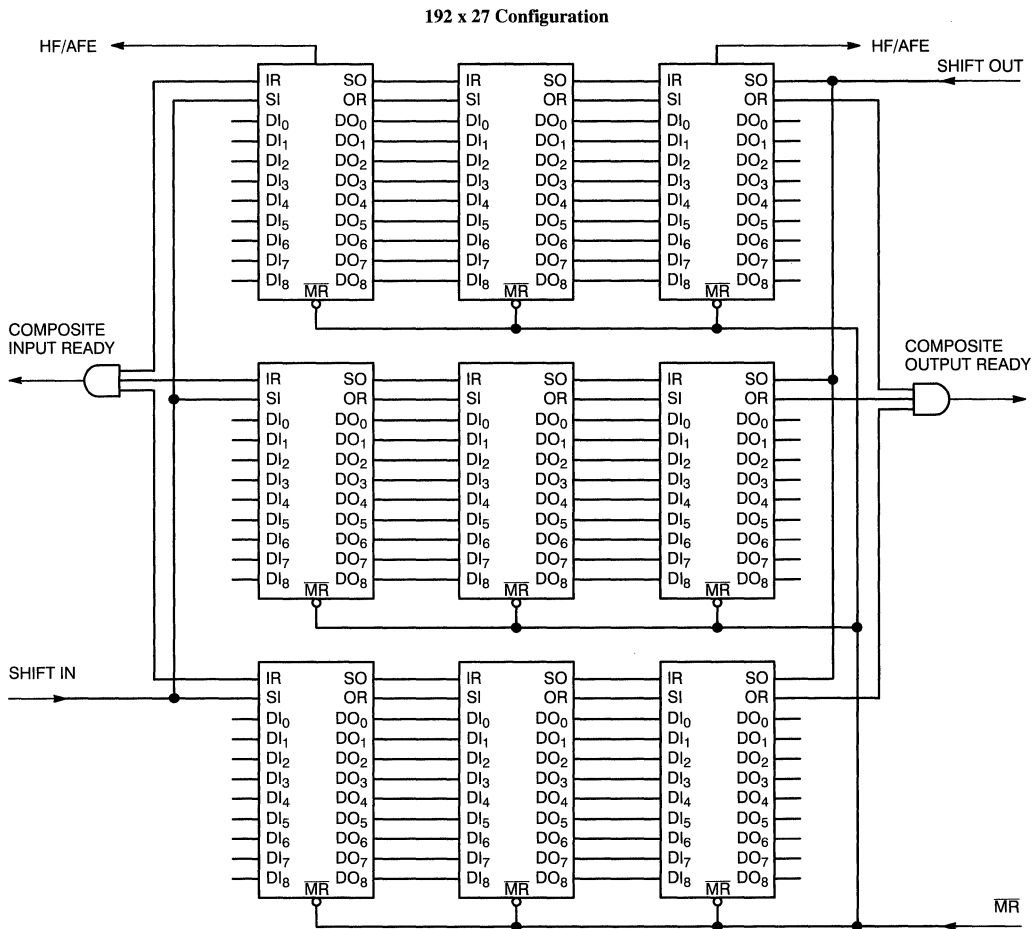 192 x 27 Configuration
HF/AFE HF/AFE
SHIFT OUT
IR SO IR SO IR SO
SI OR SI OR SI OR
DI0 DO0 DI0 DO0 DI0 DO0
DI1 DO1 DI1 DO1 DI1 DO1
DI2 DO2 DI2 DO2 DI2 DO2
DI3 DO3 DI3 DO3 DI3 DO3
DI4 DO4 DI4 DO4 DI4 DO4
DI5 DO5 DI5 DO5 DI5 DO5
DI6 DO6 DI6 DO6 DI6 DO6
DI7 DO7 DI7 DO7 DI7 DO7
DI8 DO8 DI8 DO8 DI8 DO8
MR MR MR
COMPOSITE
INPUT READY
COMPOSITE
OUTPUT READY
IR SO IR SO IR SO
SI OR SI OR SI OR
DI0 DO0 DI0 DO0 DI0 DO0
DI1 DO1 DI1 DO1 DI1 DO1
DI2 DO2 DI2 DO2 DI2 DO2
DI3 DO3 DI3 DO3 DI3 DO3
DI4 DO4 DI4 DO4 DI4 DO4
DI5 DO5 DI5 DO5 DI5 DO5
DI6 DO6 DI6 DO6 DI6 DO6
DI7 DO7 DI7 DO7 DI7 DO7
DI8 DO8 DI8 DO8 DI8 DO8
MR MR MR
SHIFT IN
IR SO IR SO IR SO
SI OR SI OR SI OR
DI0 DO0 DI0 DO0 DI0 DO0
DI1 DO1 DI1 DO1 DI1 DO1
DI2 DO2 DI2 DO2 DI2 DO2
DI3 DO3 DI3 DO3 DI3 DO3
DI4 DO4 DI4 DO4 DI4 DO4
DI5 DO5 DI5 DO5 DI5 DO5
DI6 DO6 DI6 DO6 DI6 DO6
DI7 DO7 DI7 DO7 DI7 DO7
DI8 DO8 DI8 DO8 DI8 DO8
MR MR MR
MR